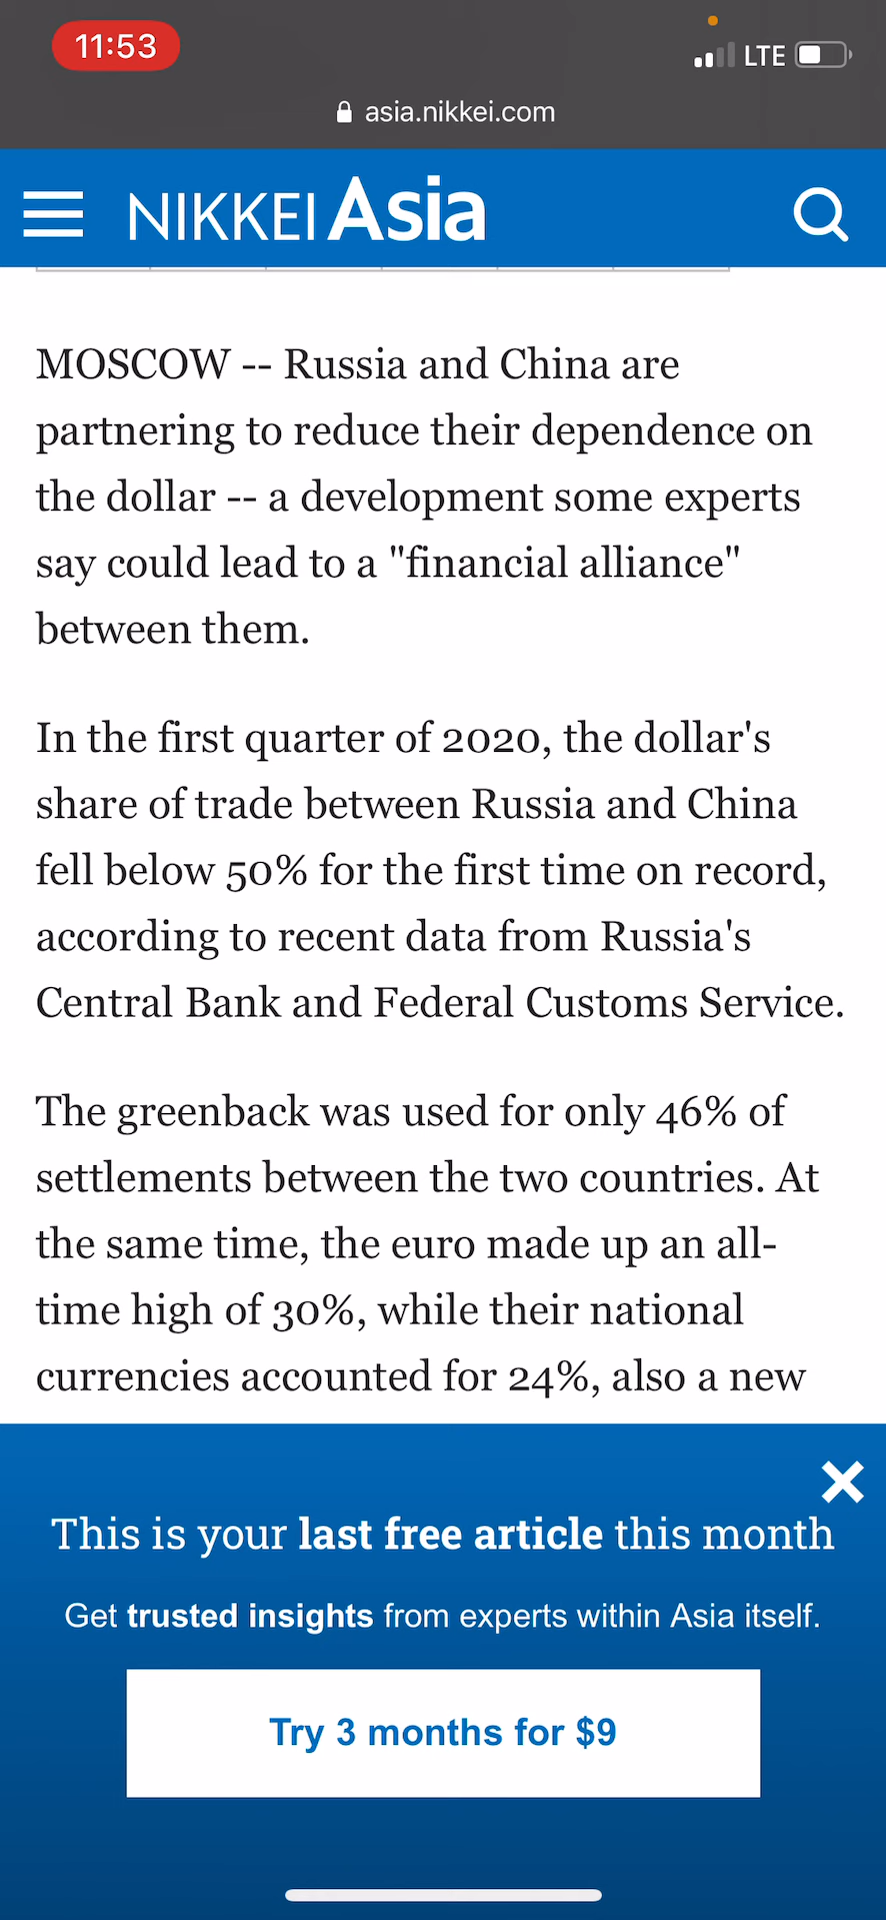 11:53
LTE
asia.nikkei.com
NIKKEI Asia
MOSCOW -- Russia and China are
partnering to reduce their dependence on
the dollar -- a development some experts
say could lead to a "financial alliance"
between them.
In the first quarter of 2020, the dollar's
share of trade between Russia and China
fell below 50% for the first time on record,
according to recent data from Russia's
Central Bank and Federal Customs Service.
The greenback was used for only 46% of
settlements between the two countries. At
the same time, the euro made up an all-
time high of 30%, while their national
currencies accounted for 24%, also a new
This is your last free article this month
Get trusted insights from experts within Asia itself.
Try 3 months for $9